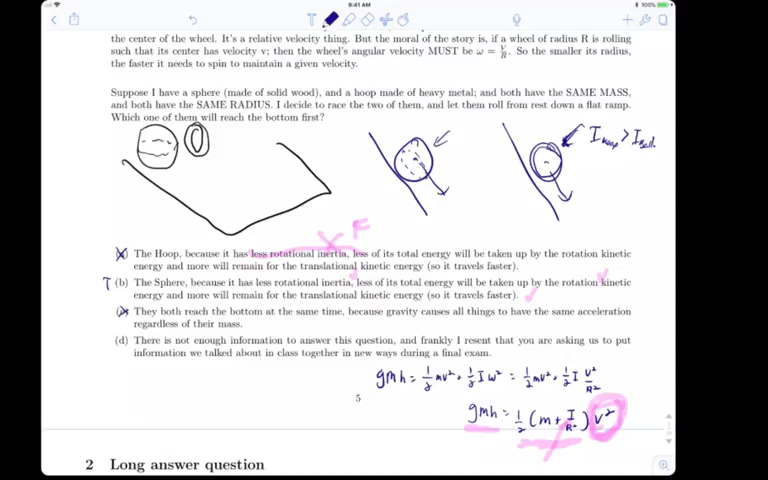 9:41 AM
100%
the center of the wheel. It's a relative velocity thing. But the moral of the story is, if a wheel of radius R is rolling
such that its center has velocity v; then the wheel's angular velocity MUST be ω = V/R. So the smaller its radius,
the faster it needs to spin to maintain a given velocity.
Suppose I have a sphere (made of solid wood), and a hoop made of heavy metal; and both have the SAME MASS,
and both have the SAME RADIUS. I decide to race the two of them, and let them roll from rest down a flat ramp.
Which one of them will reach the bottom first?
I hoop > I Ball.
F
(a) The Hoop, because it has less rotational inertia, less of its total energy will be taken up by the rotation kinetic
energy and more will remain for the translational kinetic energy (so it travels faster).
T (b) The Sphere, because it has less rotational inertia, less of its total energy will be taken up by the rotation kinetic
energy and more will remain for the translational kinetic energy (so it travels faster).
(c) They both reach the bottom at the same time, because gravity causes all things to have the same acceleration
regardless of their mass.
(d) There is not enough information to answer this question, and frankly I resent that you are asking us to put
information we talked about in class together in new ways during a final exam.
gmh = 1/2 mv² + 1/2 I ω² = 1/2 mv² + 1/2 I V²/R²
5
gmh = 1/2 (m + I/R²) v²
2 Long answer question